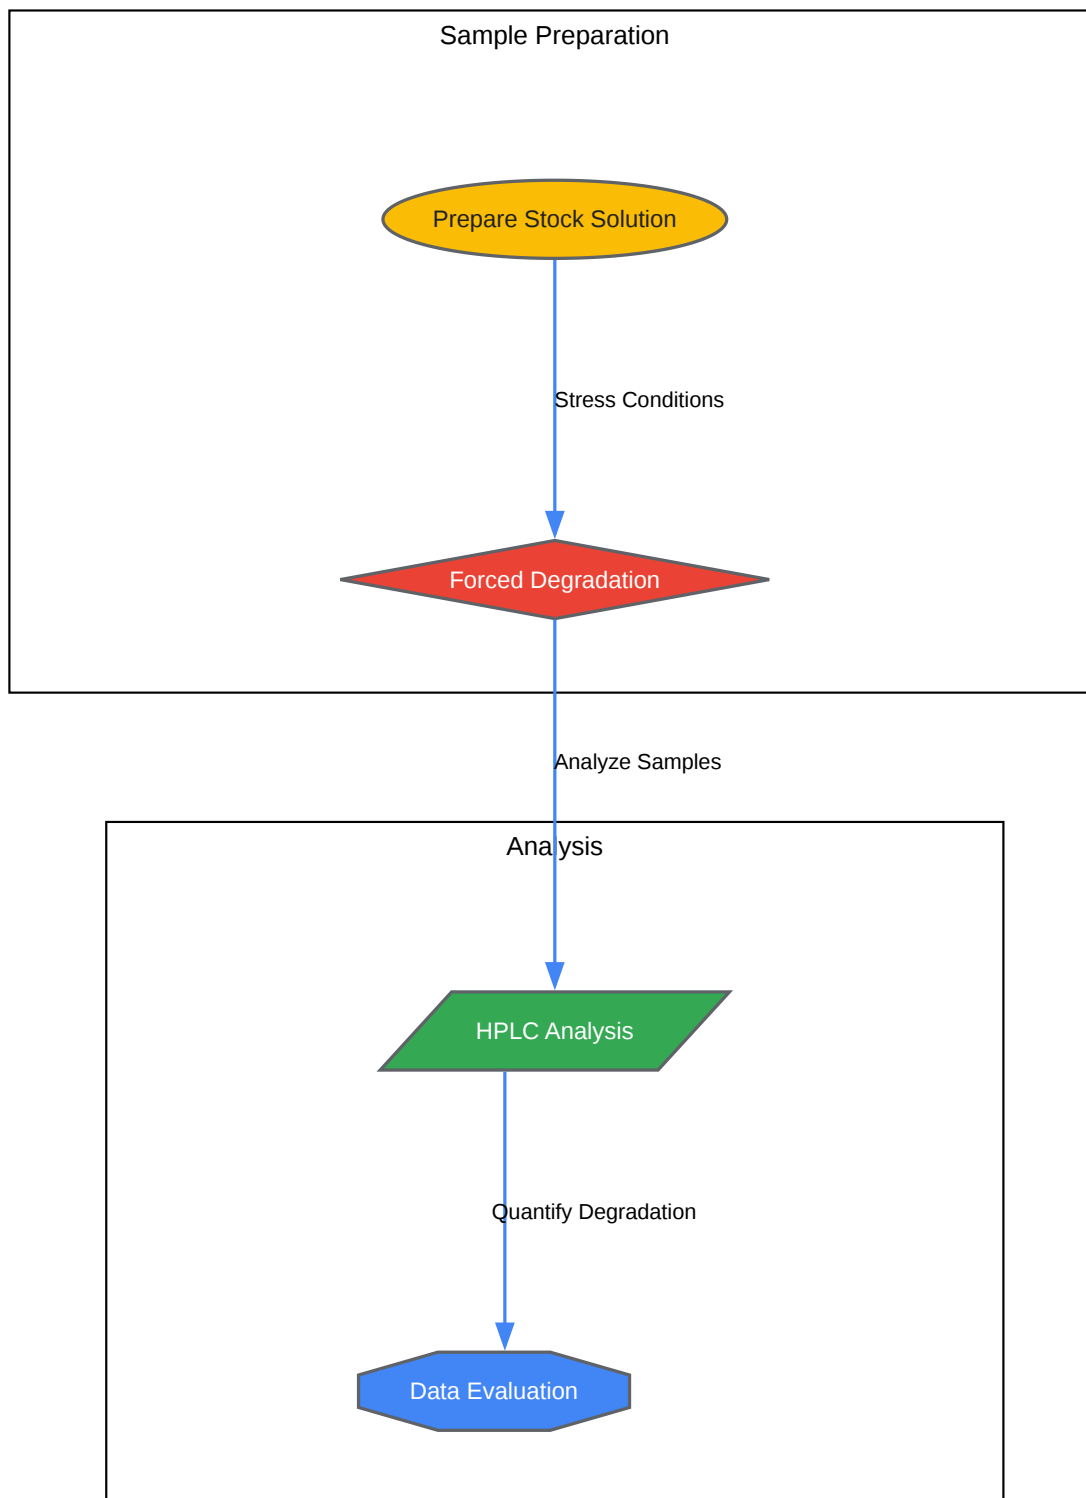 Sample Preparation
Prepare Stock Solution
Stress Conditions
Forced Degradation
Analyze Samples
Analysis
HPLC Analysis
Quantify Degradation
Data Evaluation